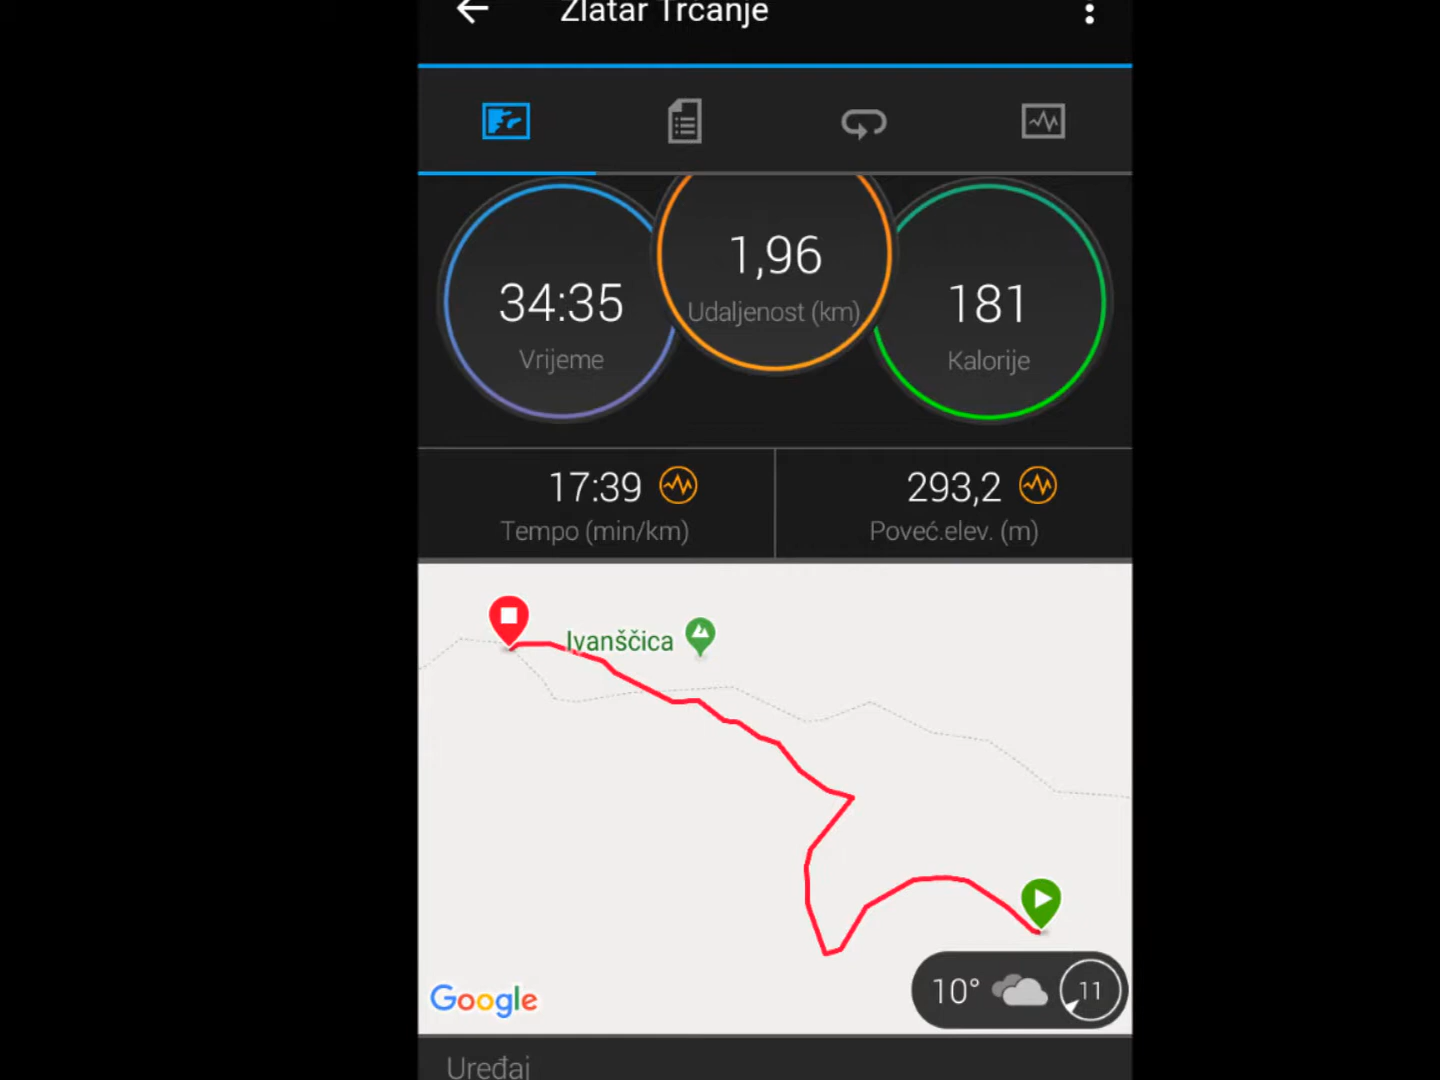 Zlatar Trčanje
34:35
Vrijeme
1,96
Udaljenost (km)
181
Kalorije
17:39
Tempo (min/km)
293,2
Poveć.elev. (m)
Ivanščica
Google
10°
11
Uređaj